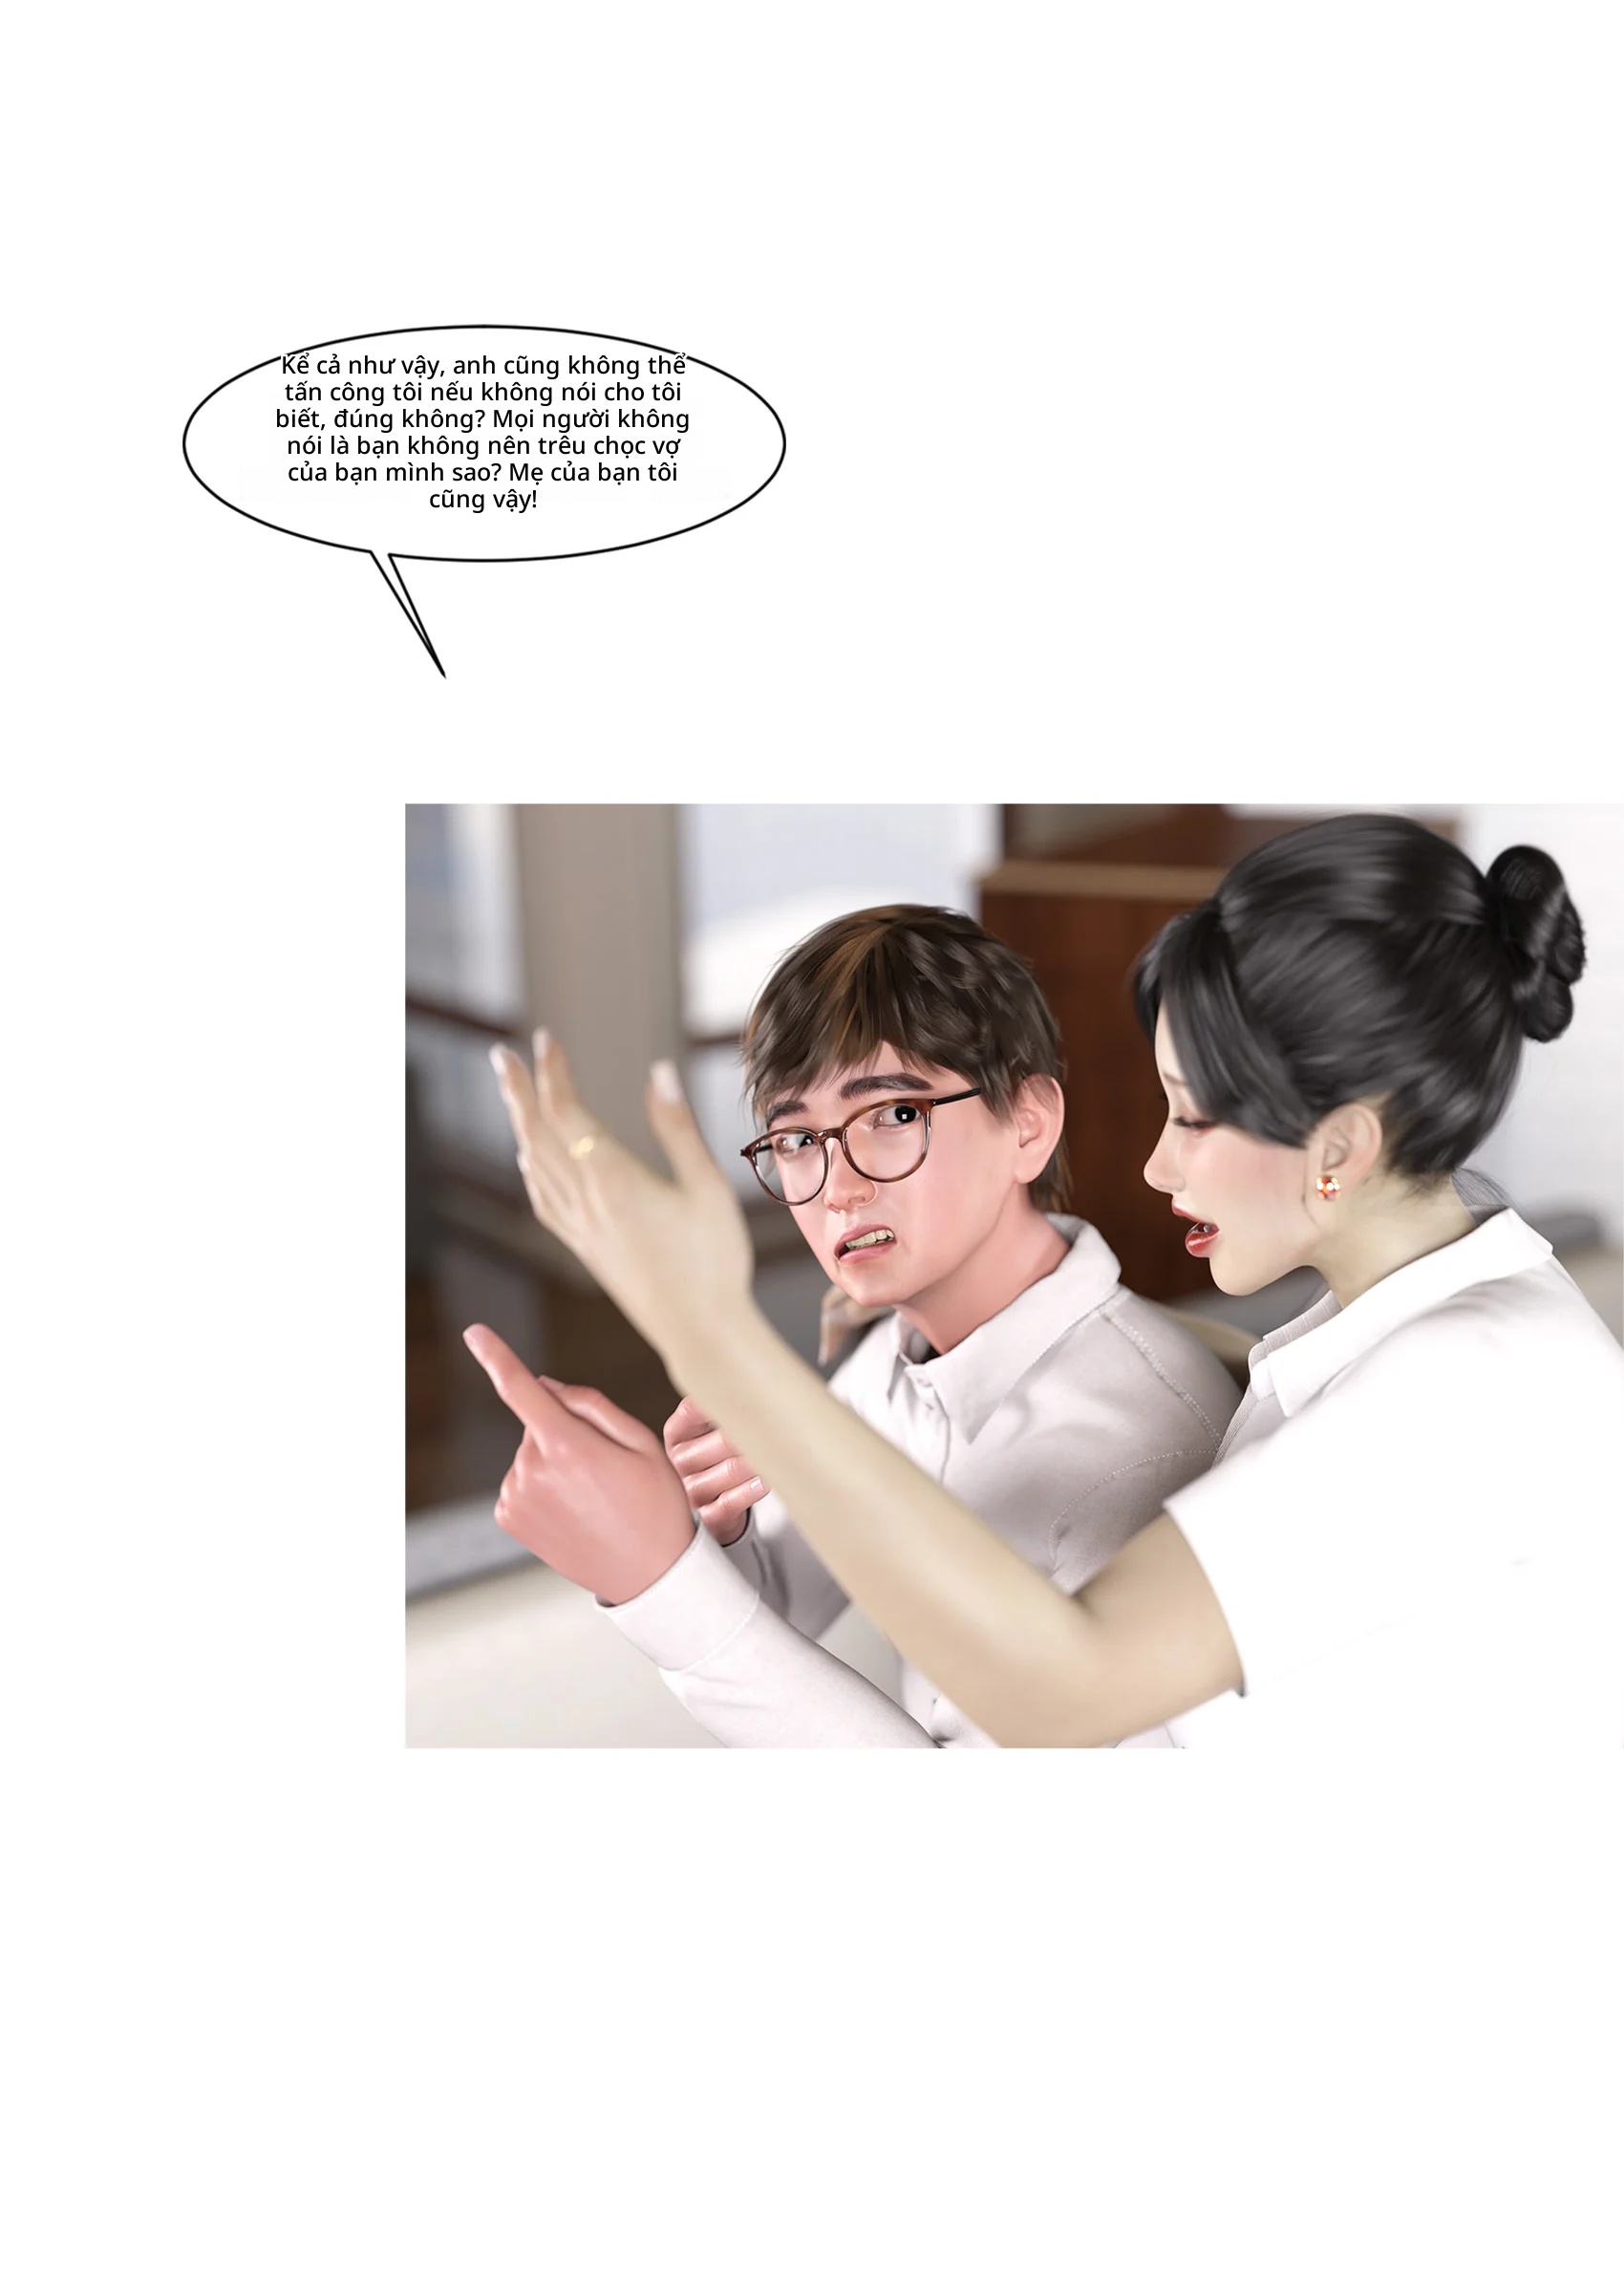 Kể cả như vậy, anh cũng không thể
tấn công tôi nếu không nói cho tôi
biết, đúng không? Mọi người không
nói là bạn không nên trêu chọc vợ
của bạn mình sao? Mẹ của bạn tôi
cũng vậy!